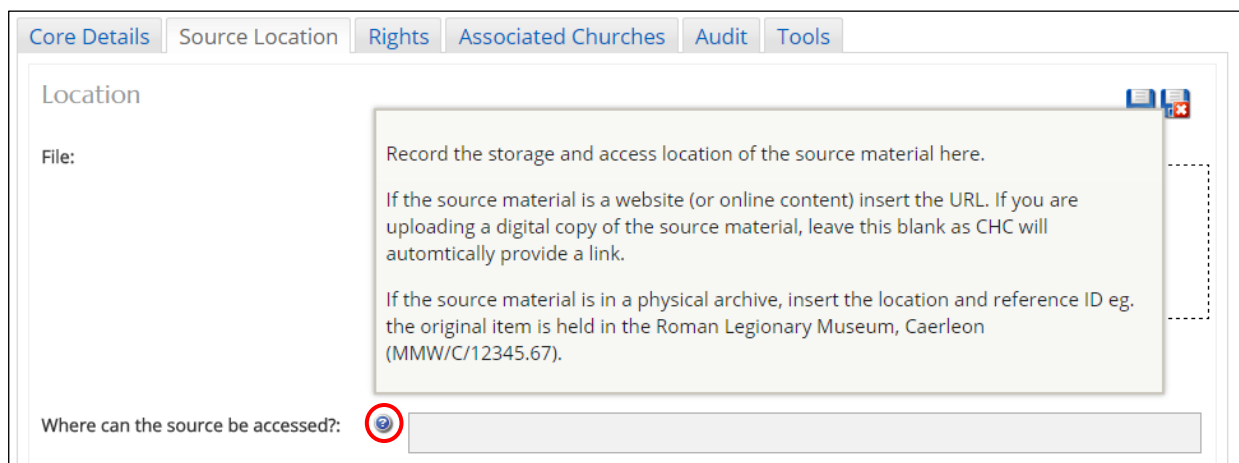 Core Details Source Location Rights Associated Churches Audit Tools
Location
File:
Record the storage and access location of the source material here.
If the source material is a website (or online content) insert the URL. If you are
uploading a digital copy of the source material, leave this blank as CHC will
automtically provide a link.
If the source material is in a physical archive, insert the location and reference ID eg.
the original item is held in the Roman Legionary Museum, Caerleon
(MMW/C/12345.67).
Where can the source be accessed?: